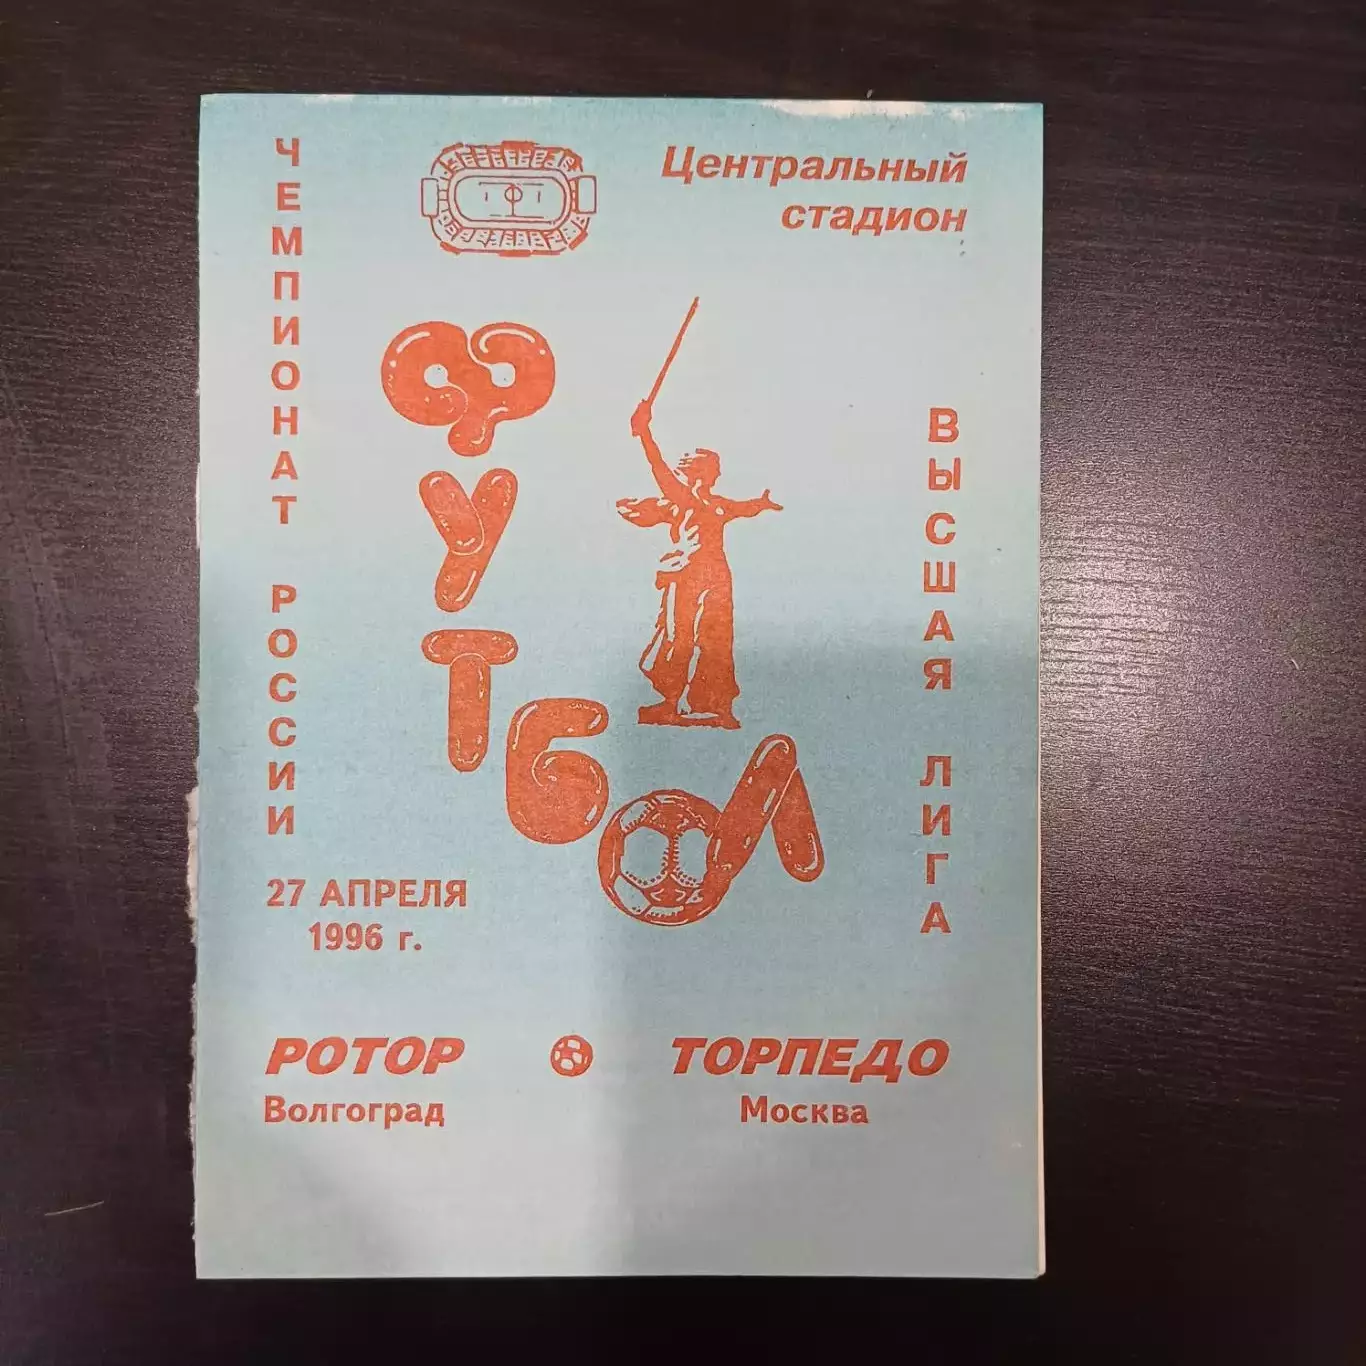 Центральный
стадион
ЧЕМПИОНАТ РОССИИ
ФУТБОЛ
ВЫСШАЯ ЛИГА
27 АПРЕЛЯ
1996 г.
РОТОР
Волгоград
ТОРПЕДО
Москва